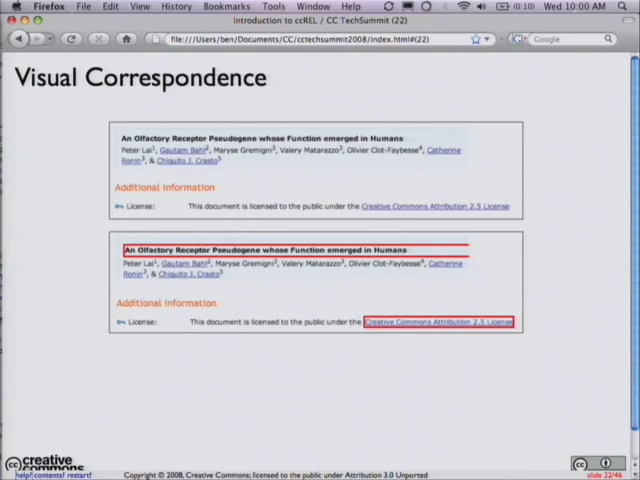 Firefox File Edit View History Bookmarks Tools Window Help (0:10) Wed 10:00 AM
Introduction to ccREL / CC TechSummit (22)
file:///Users/ben/Documents/CC/cctechsummit2008/index.html#(22)
Google
Visual Correspondence
An Olfactory Receptor Pseudogene whose Function emerged in Humans
Peter Lai1, Gautam Bahl2, Maryse Gremigni3, Valery Matarazzo3, Olivier Clot-Faybesse4, Catherine
Ronin3, & Chiquito J. Crasto5
Additional Information
License: This document is licensed to the public under the Creative Commons Attribution 2.5 License
An Olfactory Receptor Pseudogene whose Function emerged in Humans
Peter Lai1, Gautam Bahl2, Maryse Gremigni3, Valery Matarazzo3, Olivier Clot-Faybesse4, Catherine
Ronin3, & Chiquito J. Crasto5
Additional Information
License: This document is licensed to the public under the Creative Commons Attribution 2.5 License
cc creative commons
cc
help! contents! restart! Copyright © 2008, Creative Commons; licensed to the public under Attribution 3.0 Unported slide 22/46